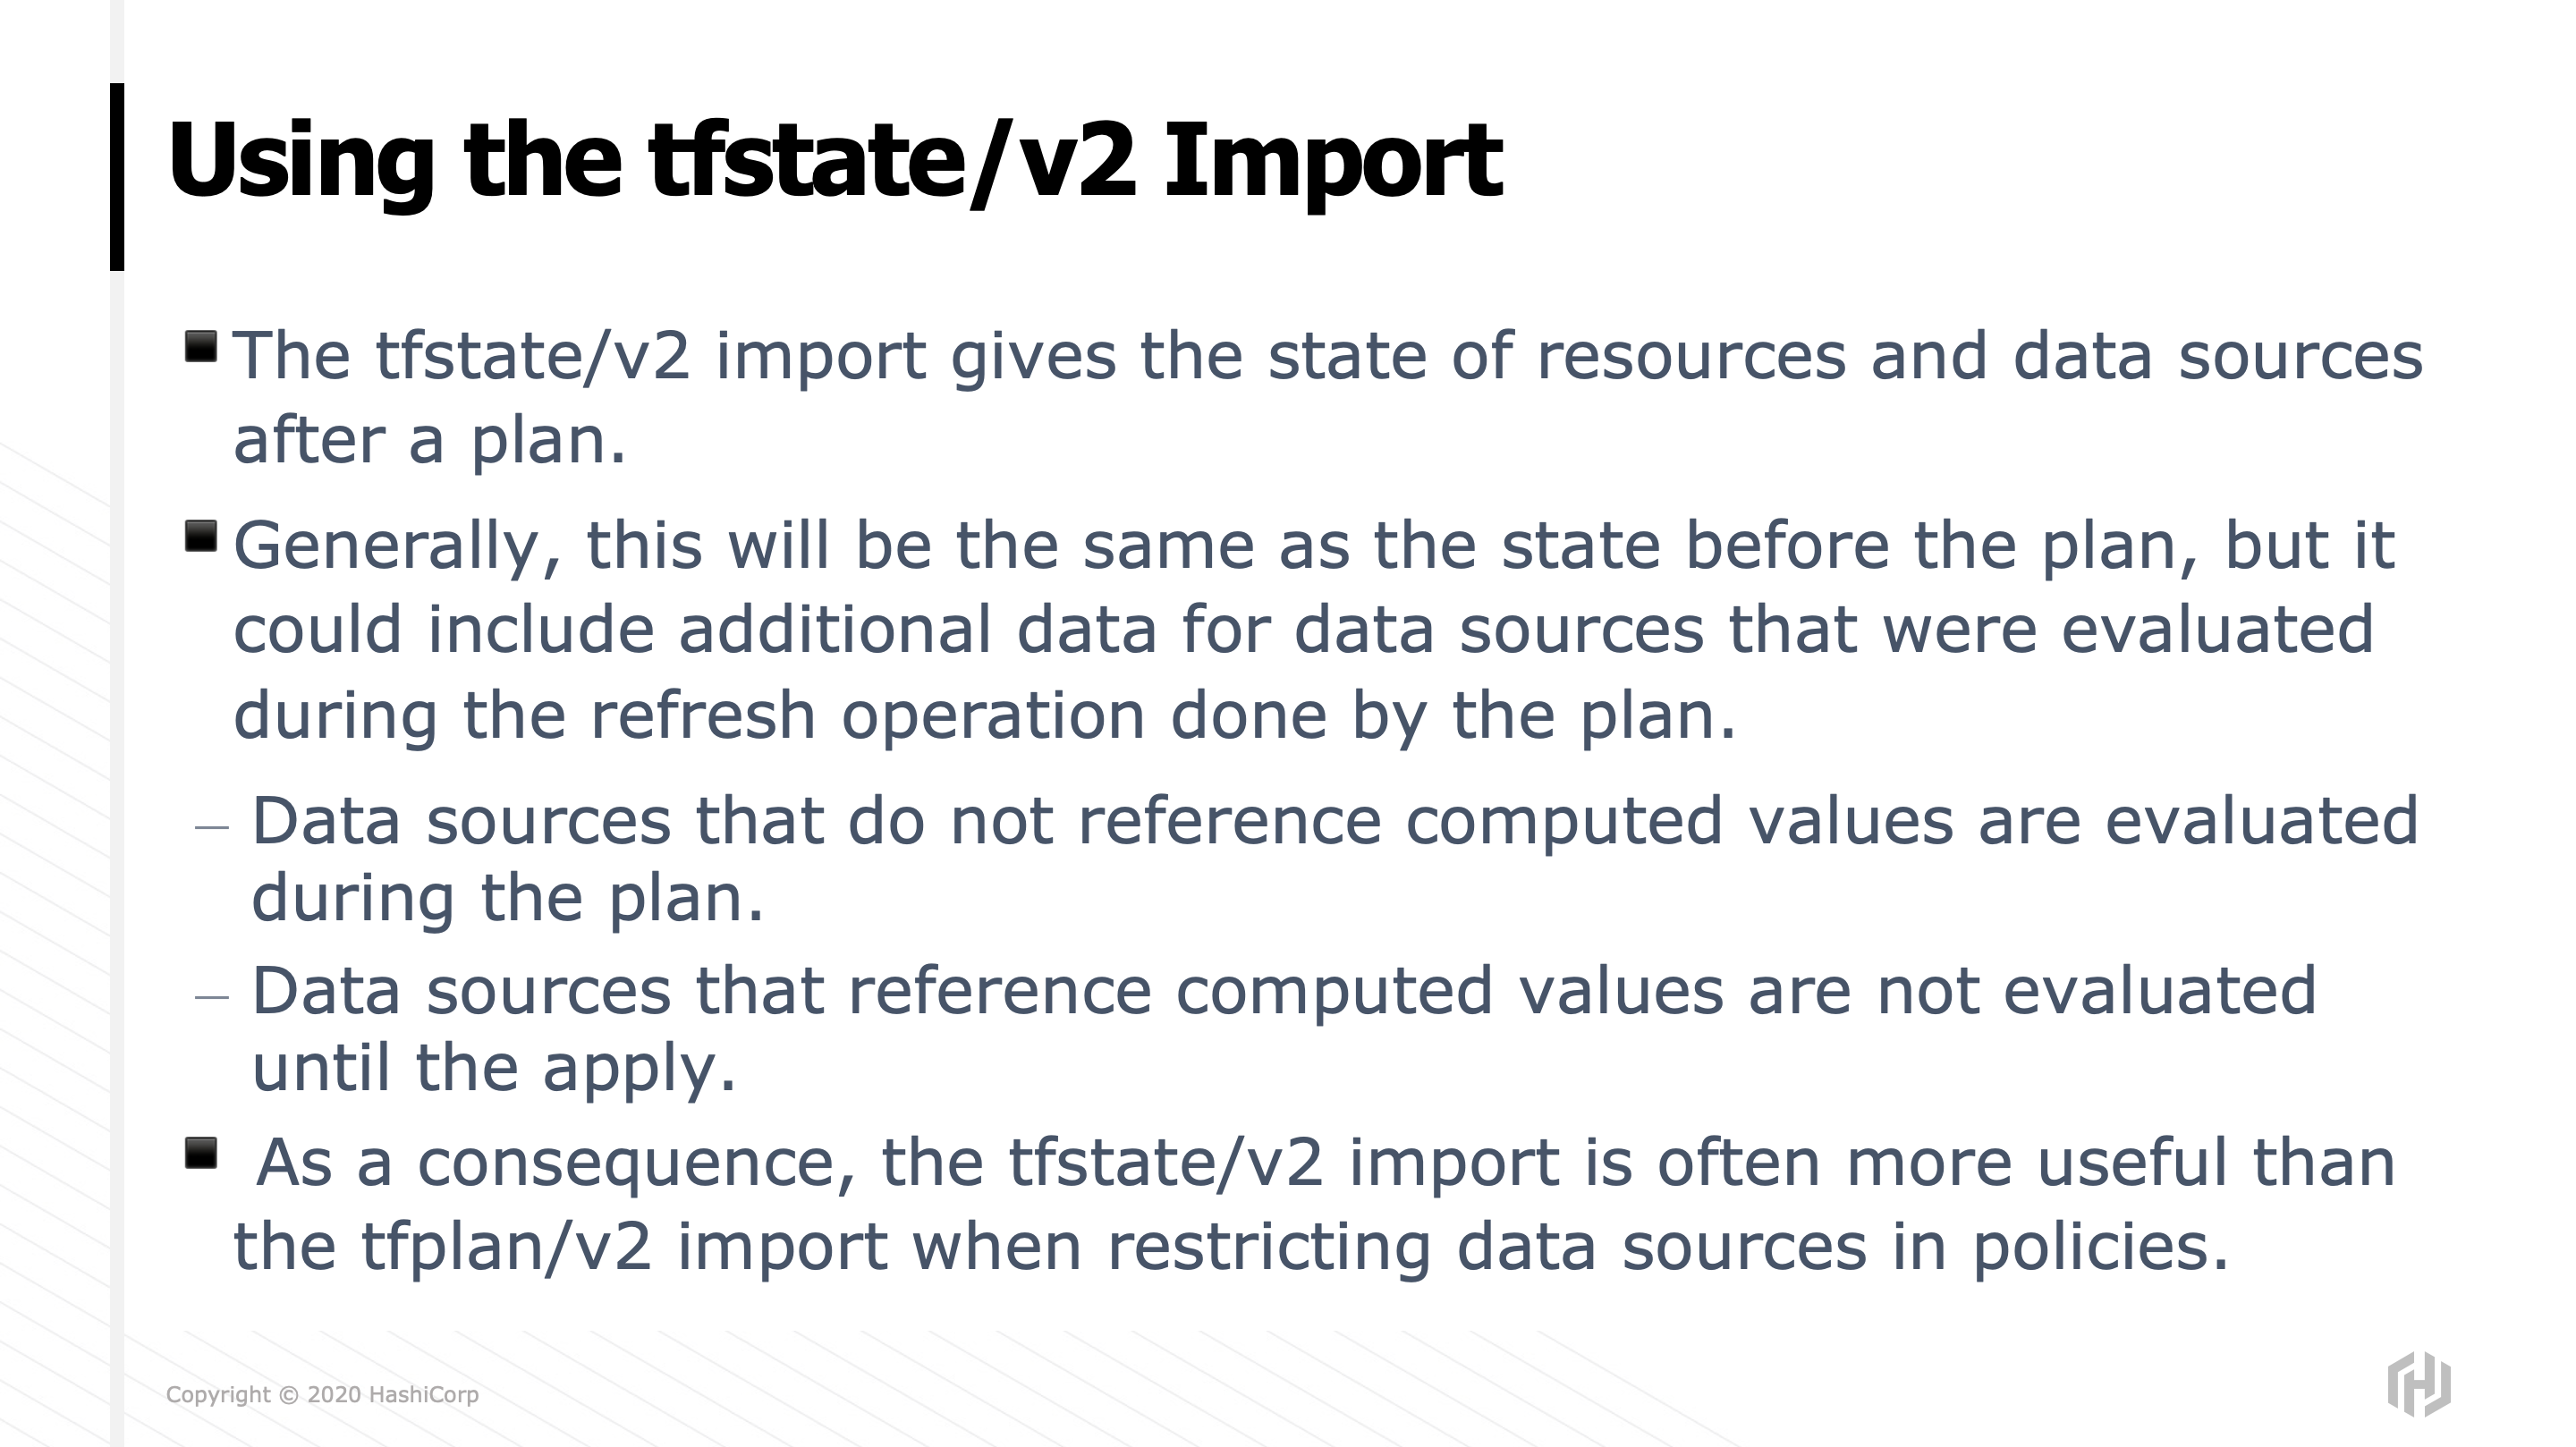 Using the tfstate/v2 Import
▪ The tfstate/v2 import gives the state of resources and data sources
after a plan.
▪ Generally, this will be the same as the state before the plan, but it
could include additional data for data sources that were evaluated
during the refresh operation done by the plan.
– Data sources that do not reference computed values are evaluated
during the plan.
– Data sources that reference computed values are not evaluated
until the apply.
▪ As a consequence, the tfstate/v2 import is often more useful than
the tfplan/v2 import when restricting data sources in policies.
Copyright © 2020 HashiCorp